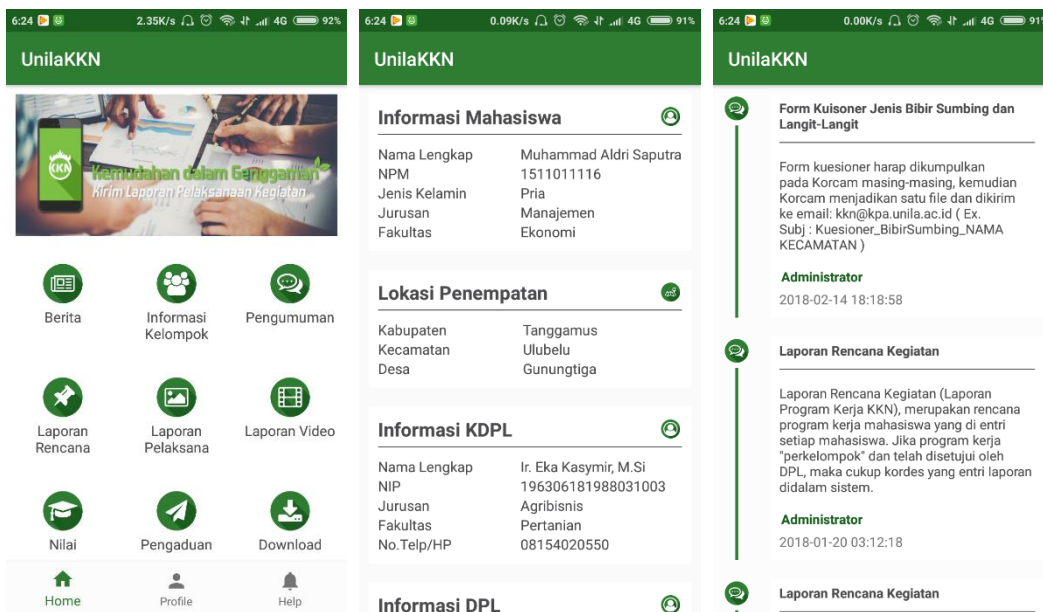 6:24 2.35K/s 4G 92%
UnilaKKN
KKN
Kemudahan dalam Genggaman
Kirim Laporan Pelaksanaan Kegiatan
Berita
Informasi
Kelompok
Pengumuman
Laporan
Rencana
Laporan
Pelaksana
Laporan Video
Nilai
Pengaduan
Download
Home
Profile
Help
6:24 0.09K/s 4G 91%
UnilaKKN
Informasi Mahasiswa
Nama Lengkap Muhammad Aldri Saputra
NPM 1511011116
Jenis Kelamin Pria
Jurusan Manajemen
Fakultas Ekonomi
Lokasi Penempatan
Kabupaten Tanggamus
Kecamatan Ulubelu
Desa Gunungtiga
Informasi KDPL
Nama Lengkap Ir. Eka Kasymir, M.Si
NIP 196306181988031003
Jurusan Agribisnis
Fakultas Pertanian
No.Telp/HP 08154020550
Informasi DPL
6:24 0.00K/s 4G 91%
UnilaKKN
Form Kuisoner Jenis Bibir Sumbing dan
Langit-Langit
Form kuesioner harap dikumpulkan
pada Korcam masing-masing, kemudian
Korcam menjadikan satu file dan dikirim
ke email: kkn@kpa.unila.ac.id ( Ex.
Subj : Kuesioner_BibirSumbing_NAMA
KECAMATAN )
Administrator
2018-02-14 18:18:58
Laporan Rencana Kegiatan
Laporan Rencana Kegiatan (Laporan
Program Kerja KKN), merupakan rencana
program kerja mahasiswa yang di entri
setiap mahasiswa. Jika program kerja
"perkelompok" dan telah disetujui oleh
DPL, maka cukup kordes yang entri laporan
didalam sistem.
Administrator
2018-01-20 03:12:18
Laporan Rencana Kegiatan